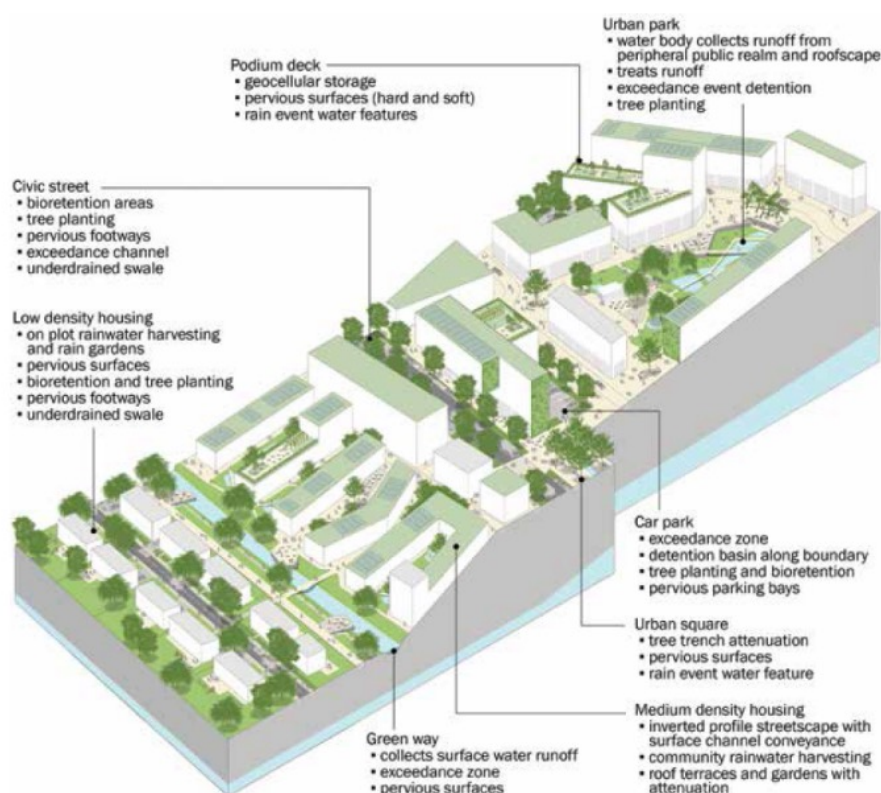 Urban park
▪ water body collects runoff from
peripheral public realm and roofscape
▪ treats runoff
▪ exceedance event detention
▪ tree planting
Podium deck
▪ geocellular storage
▪ pervious surfaces (hard and soft)
▪ rain event water features
Civic street
▪ bioretention areas
▪ tree planting
▪ pervious footways
▪ exceedance channel
▪ underdrained swale
Low density housing
▪ on plot rainwater harvesting
and rain gardens
▪ pervious surfaces
▪ bioretention and tree planting
▪ pervious footways
▪ underdrained swale
Car park
▪ exceedance zone
▪ detention basin along boundary
▪ tree planting and bioretention
▪ pervious parking bays
Urban square
▪ tree trench attenuation
▪ pervious surfaces
▪ rain event water feature
Medium density housing
▪ inverted profile streetscape with
surface channel conveyance
▪ community rainwater harvesting
▪ roof terraces and gardens with
attenuation
Green way
▪ collects surface water runoff
▪ exceedance zone
▪ pervious surfaces